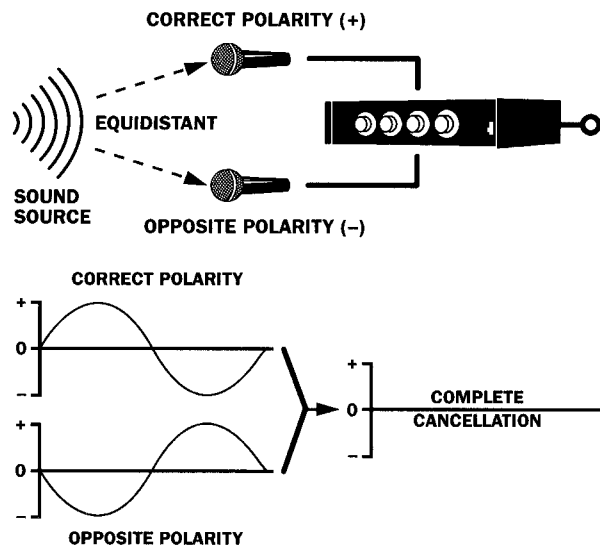 CORRECT POLARITY (+)
EQUIDISTANT
SOUND
SOURCE
OPPOSITE POLARITY (−)
CORRECT POLARITY
+
0
−
+
0
−
OPPOSITE POLARITY
+
0
−
COMPLETE
CANCELLATION